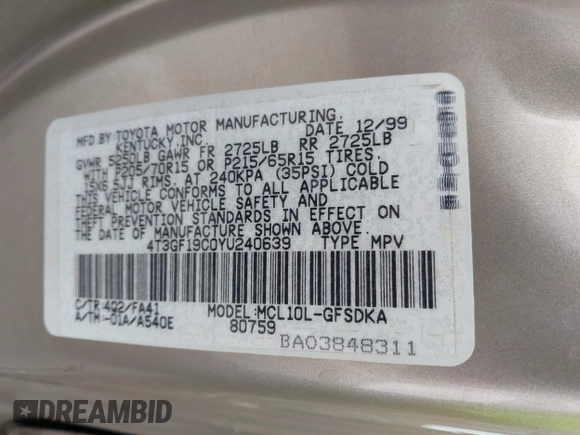 MFD BY:TOYOTA MOTOR MANUFACTURING,
KENTUCKY,INC. DATE 12/99
GVWR 5250LB GAWR FR 2725LB RR 2725LB
WITH P205/70R15 OR P215/65R15 TIRES,
15X6.5JJ RIMS, AT 240KPA (35PSI) COLD
THIS VEHICLE CONFORMS TO ALL APPLICABLE
FEDERAL MOTOR VEHICLE SAFETY AND
THEFT PREVENTION STANDARDS IN EFFECT ON
THE DATE OF MANUFACTURE SHOWN ABOVE.
4T3GF19C0YU240639 TYPE MPV
C/TR:4Q2/FA41 MODEL:MCL10L-GFSDKA
A/TM:-01A/A540E 80759
BA03848311
DREAMBID